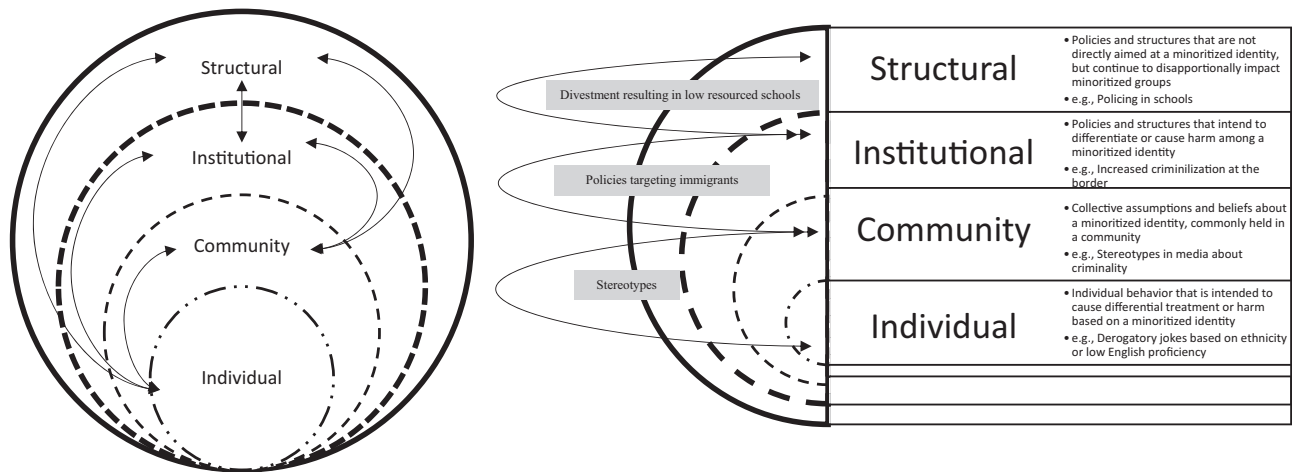 Structural
Institutional
Community
Individual
Divestment resulting in low resourced schools
Policies targeting immigrants
Stereotypes
Structural
• Policies and structures that are not
directly aimed at a minoritized identity,
but continue to disapportionally impact
minoritized groups
• e.g., Policing in schools
Institutional
• Policies and structures that intend to
differentiate or cause harm among a
minoritized identity
• e.g., Increased criminilization at the
border
Community
• Collective assumptions and beliefs about
a minoritized identity, commonly held in
a community
• e.g., Stereotypes in media about
criminality
Individual
• Individual behavior that is intended to
cause differential treatment or harm
based on a minoritized identity
• e.g., Derogatory jokes based on ethnicity
or low English proficiency